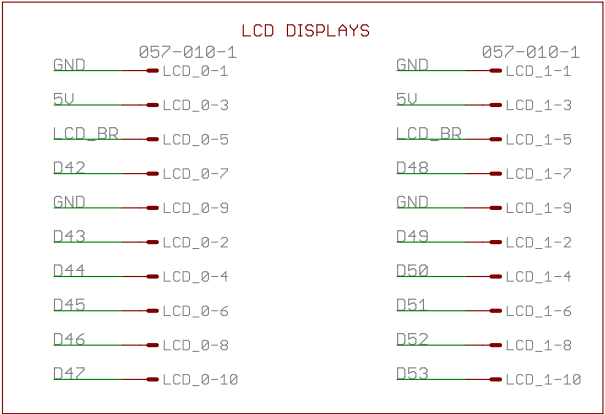 LCD DISPLAYS
057-010-1 057-010-1
GND LCD_0-1 GND LCD_1-1
5V LCD_0-3 5V LCD_1-3
LCD_BR LCD_0-5 LCD_BR LCD_1-5
D42 LCD_0-7 D48 LCD_1-7
GND LCD_0-9 GND LCD_1-9
D43 LCD_0-2 D49 LCD_1-2
D44 LCD_0-4 D50 LCD_1-4
D45 LCD_0-6 D51 LCD_1-6
D46 LCD_0-8 D52 LCD_1-8
D47 LCD_0-10 D53 LCD_1-10